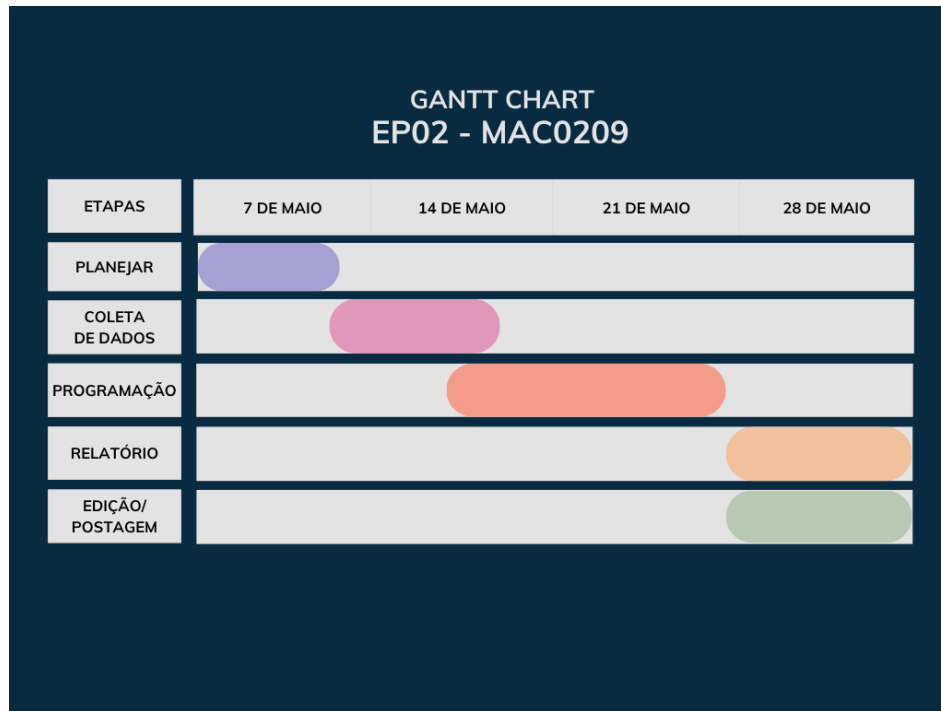 GANTT CHART
EP02 - MAC0209
ETAPAS
7 DE MAIO
14 DE MAIO
21 DE MAIO
28 DE MAIO
PLANEJAR
COLETA
DE DADOS
PROGRAMAÇÃO
RELATÓRIO
EDIÇÃO/
POSTAGEM